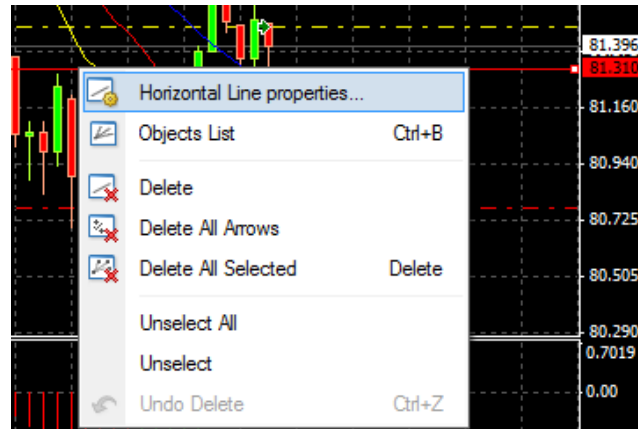 81.396
81.310
Horizontal Line properties...
81.160
Objects List Ctrl+B
80.940
Delete
80.725
Delete All Arrows
Delete All Selected Delete
80.505
Unselect All
80.290
0.7019
Unselect
0.00
Undo Delete Ctrl+Z